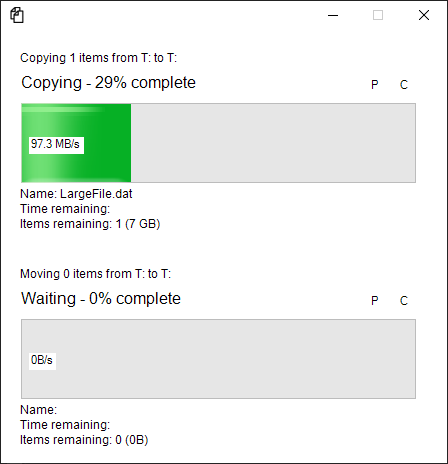 Copying 1 items from T: to T:
Copying - 29% complete
P C
97.3 MB/s
Name: LargeFile.dat
Time remaining:
Items remaining: 1 (7 GB)
Moving 0 items from T: to T:
Waiting - 0% complete
P C
0B/s
Name:
Time remaining:
Items remaining: 0 (0B)